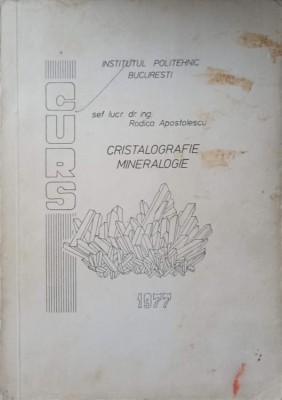 INSTITUTUL POLITEHNIC
BUCURESTI
CURS
sef lucr. dr. ing.
Rodica Apostolescu
CRISTALOGRAFIE
MINERALOGIE
1977